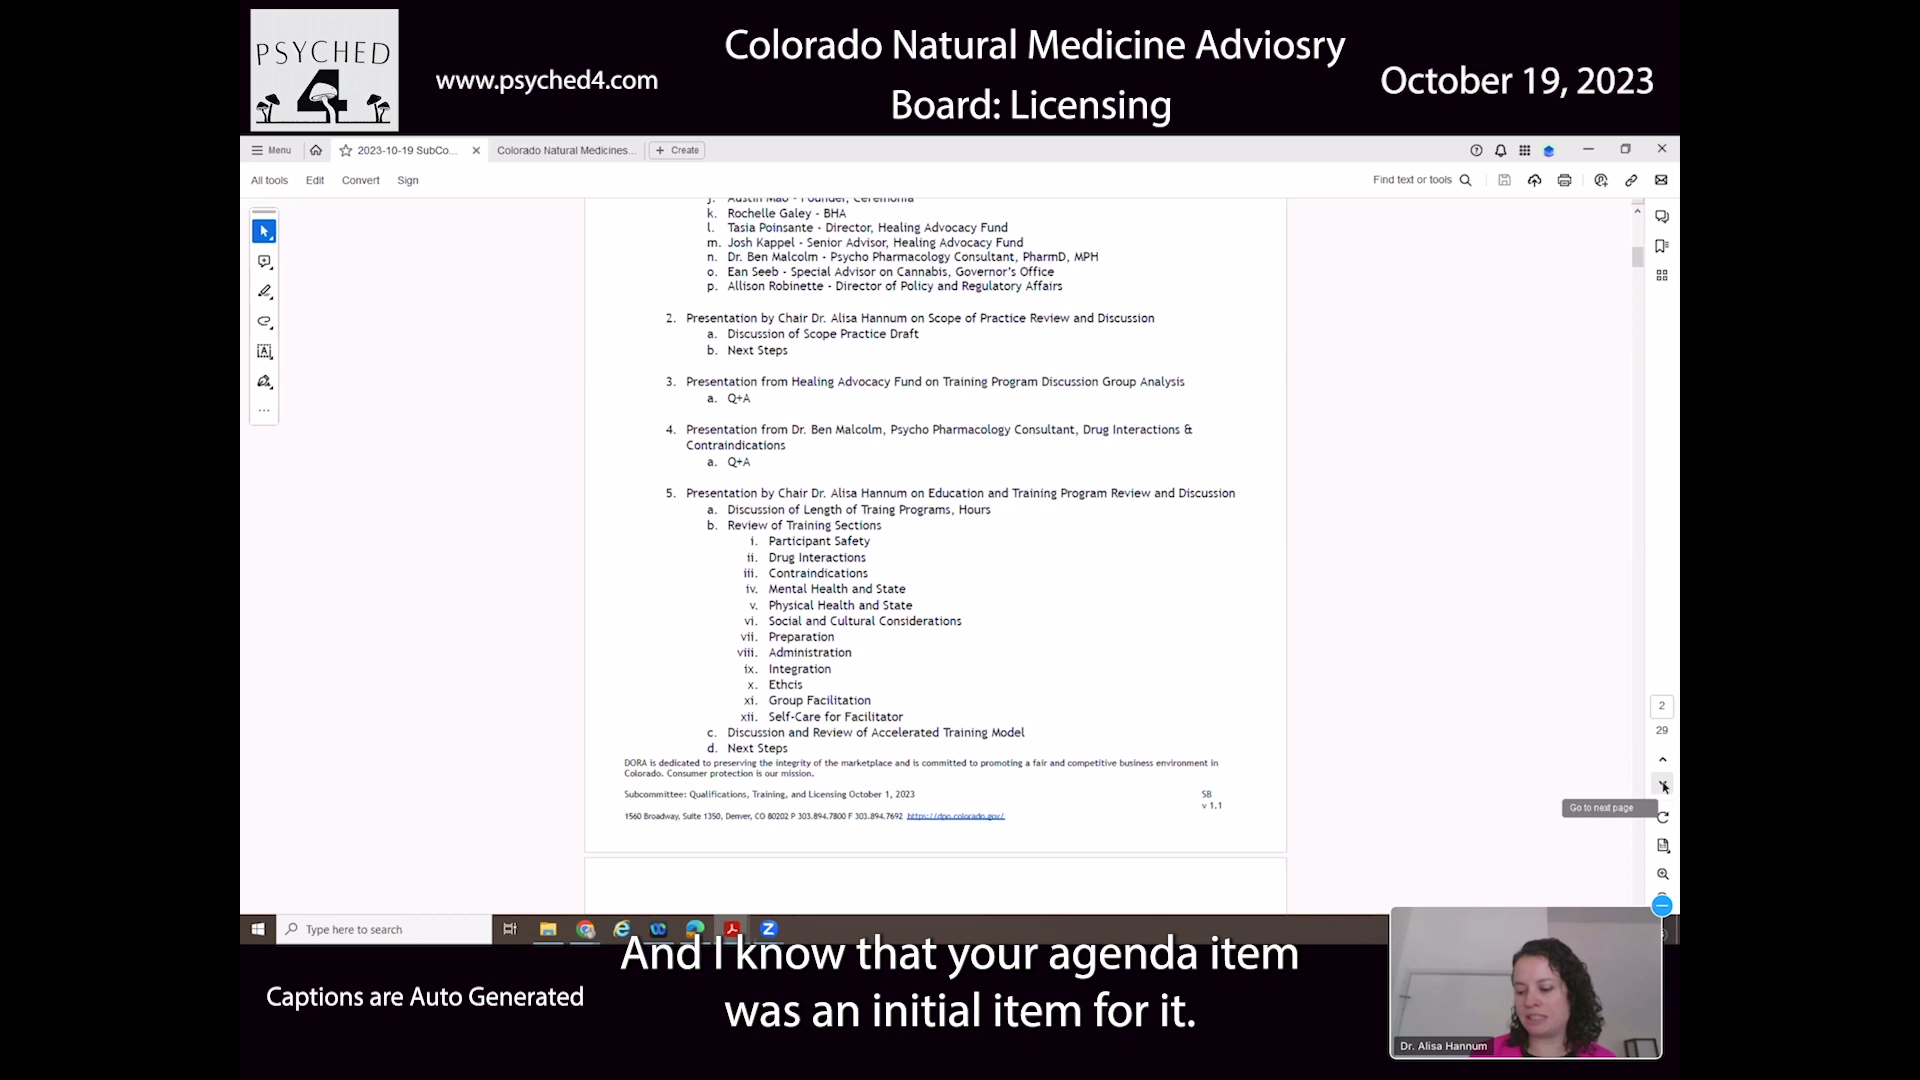 PSYCHED
4
www.psyched4.com
Colorado Natural Medicine Adviosry
Board: Licensing
October 19, 2023
Menu
2023-10-19 SubCo...
Colorado Natural Medicines...
+ Create
All tools
Edit
Convert
Sign
Find text or tools
j. Austin Mao - Founder, Ceremonia
k. Rochelle Galey - BHA
l. Tasia Poinsante - Director, Healing Advocacy Fund
m. Josh Kappel - Senior Advisor, Healing Advocacy Fund
n. Dr. Ben Malcolm - Psycho Pharmacology Consultant, PharmD, MPH
o. Ean Seeb - Special Advisor on Cannabis, Governor's Office
p. Allison Robinette - Director of Policy and Regulatory Affairs
2. Presentation by Chair Dr. Alisa Hannum on Scope of Practice Review and Discussion
a. Discussion of Scope Practice Draft
b. Next Steps
3. Presentation from Healing Advocacy Fund on Training Program Discussion Group Analysis
a. Q+A
4. Presentation from Dr. Ben Malcolm, Psycho Pharmacology Consultant, Drug Interactions &
Contraindications
a. Q+A
5. Presentation by Chair Dr. Alisa Hannum on Education and Training Program Review and Discussion
a. Discussion of Length of Traing Programs, Hours
b. Review of Training Sections
i. Participant Safety
ii. Drug Interactions
iii. Contraindications
iv. Mental Health and State
v. Physical Health and State
vi. Social and Cultural Considerations
vii. Preparation
viii. Administration
ix. Integration
x. Ethcis
xi. Group Facilitation
xii. Self-Care for Facilitator
c. Discussion and Review of Accelerated Training Model
d. Next Steps
DORA is dedicated to preserving the integrity of the marketplace and is committed to promoting a fair and competitive business environment in
Colorado. Consumer protection is our mission.
Subcommittee: Qualifications, Training, and Licensing October 1, 2023
SB
v 1.1
1560 Broadway, Suite 1350, Denver, CO 80202 P 303.894.7800 F 303.894.7692 https://dpo.colorado.gov/
2
29
Go to next page
Type here to search
And I know that your agenda item
was an initial item for it.
Captions are Auto Generated
Dr. Alisa Hannum